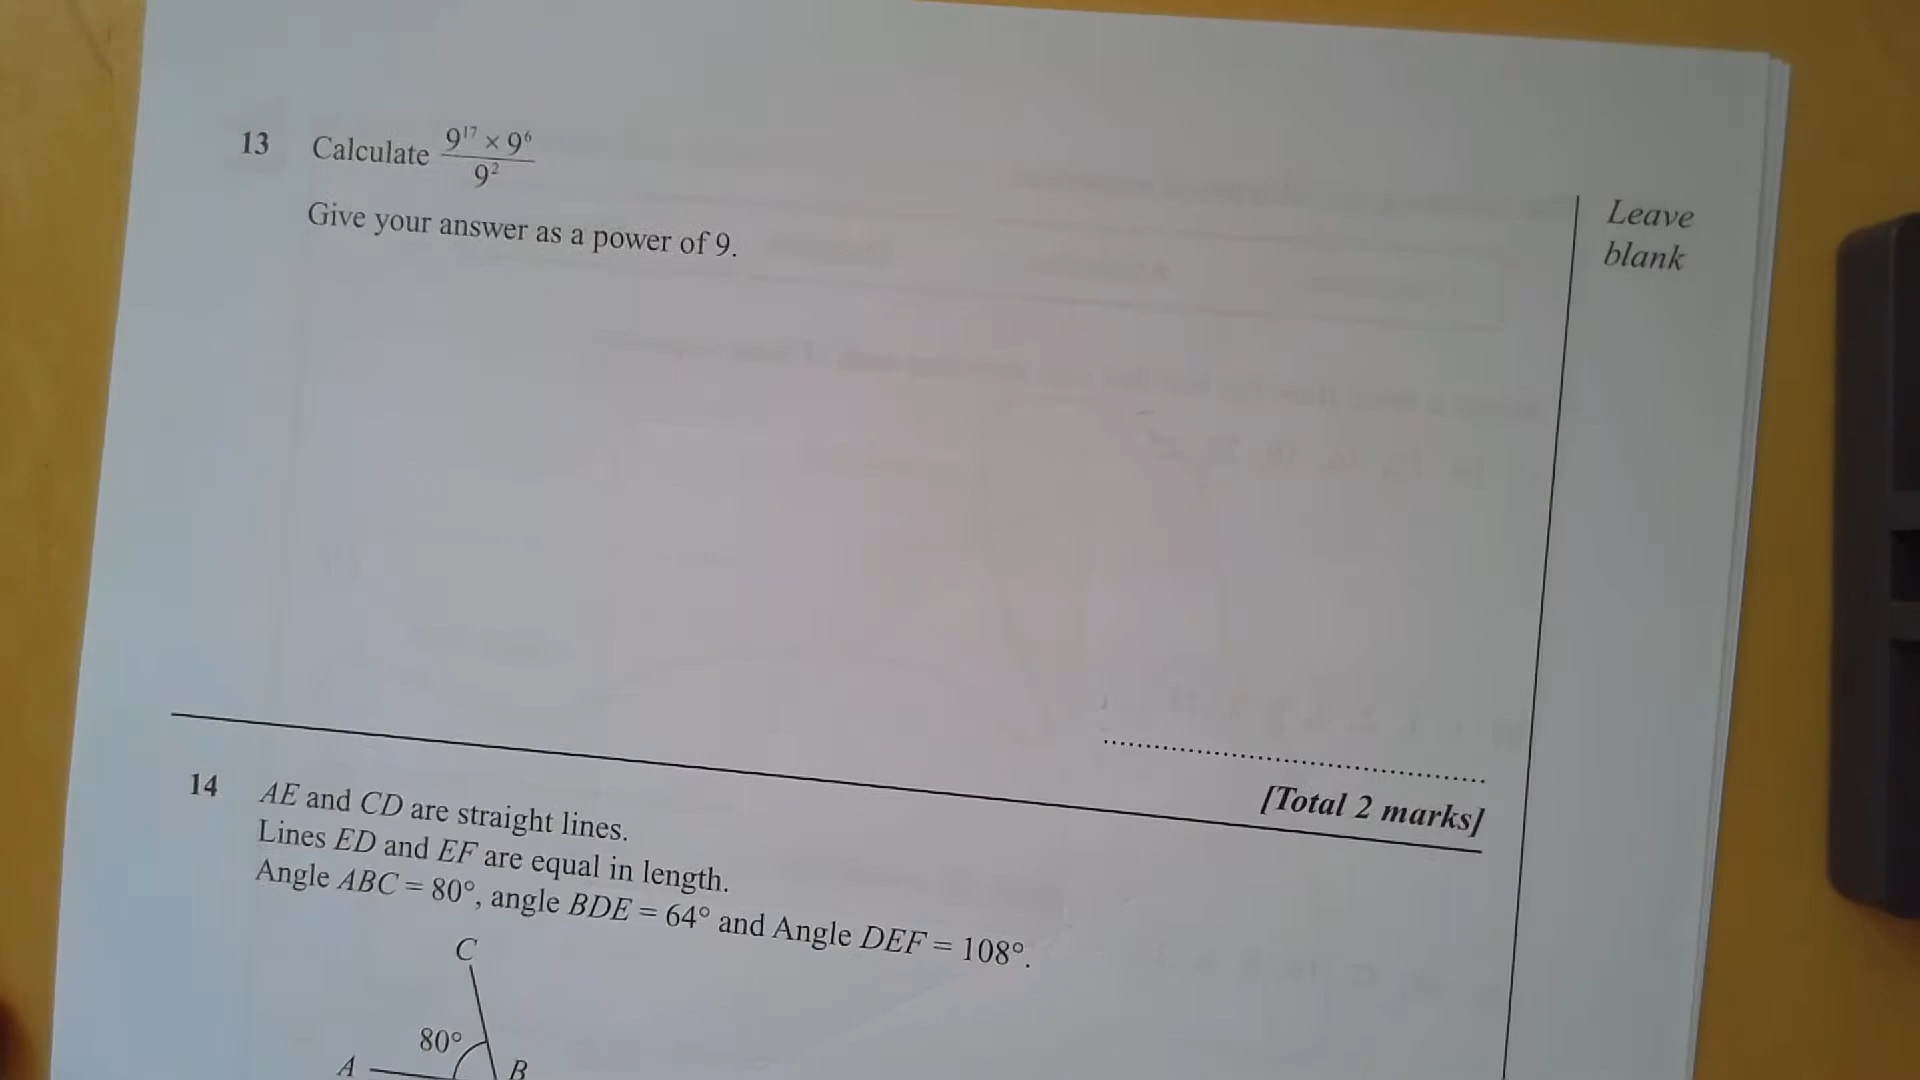 13 Calculate 9¹⁷ × 9⁶
9²
Give your answer as a power of 9.
Leave
blank
[Total 2 marks]
14 AE and CD are straight lines.
Lines ED and EF are equal in length.
Angle ABC = 80°, angle BDE = 64° and Angle DEF = 108°.
C
80°
A
B